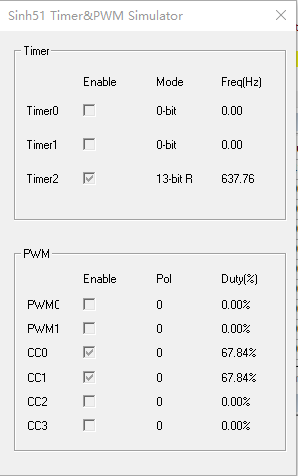 Sinh51 Timer&PWM Simulator
Timer
Enable Mode Freq(Hz)
Timer0 0-bit 0.00
Timer1 0-bit 0.00
Timer2 13-bit R 637.76
PWM
Enable Pol Duty(%)
PWM0 0 0.00%
PWM1 0 0.00%
CC0 0 67.84%
CC1 0 67.84%
CC2 0 0.00%
CC3 0 0.00%